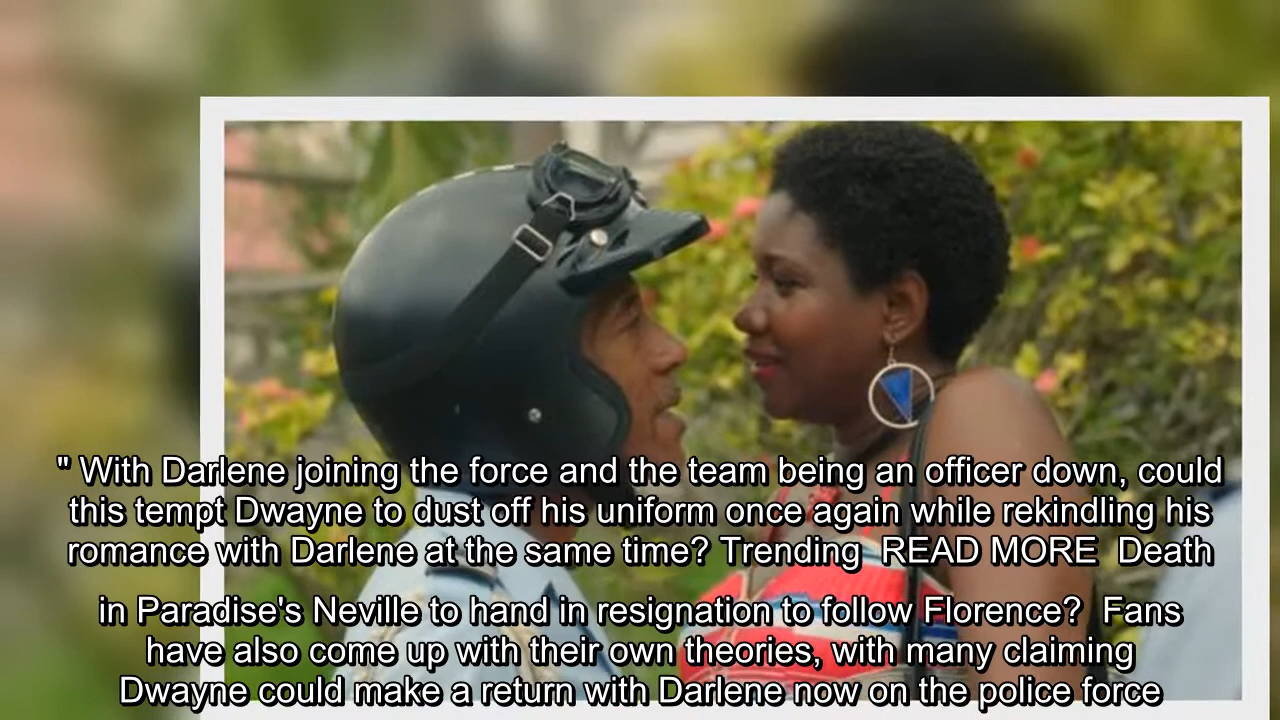 " With Darlene joining the force and the team being an officer down, could
this tempt Dwayne to dust off his uniform once again while rekindling his
romance with Darlene at the same time? Trending  READ MORE  Death
in Paradise's Neville to hand in resignation to follow Florence?  Fans
have also come up with their own theories, with many claiming
Dwayne could make a return with Darlene now on the police force